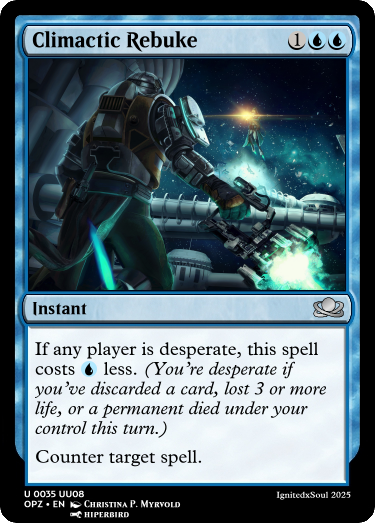 Climactic Rebuke 1
Instant
If any player is desperate, this spell
costs less. (You're desperate if
you've discarded a card, lost 3 or more
life, or a permanent died under your
control this turn.)
Counter target spell.
U 0035 UU08
OPZ • EN Christina P. Myrvold
HIPERBIRD
IgnitedxSoul 2025